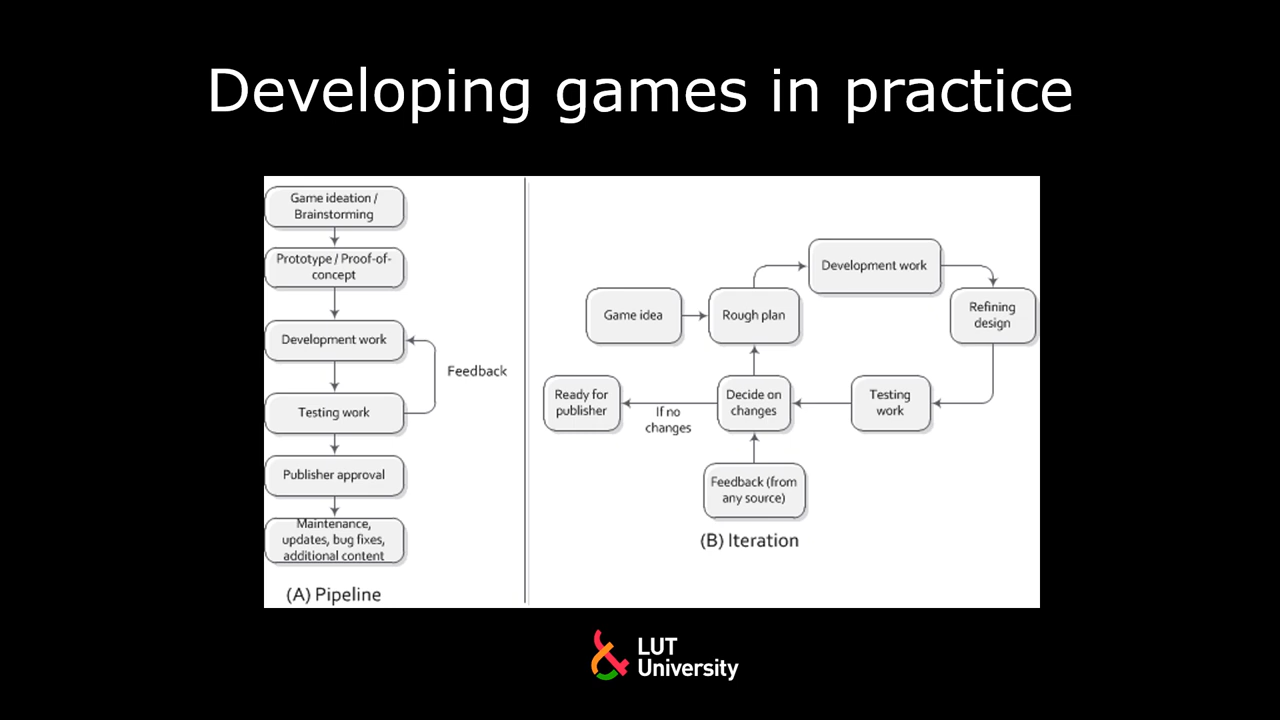 Developing games in practice
Game ideation /
Brainstorming
Prototype / Proof-of-
concept
Development work
Feedback
Testing work
Publisher approval
Maintenance,
updates, bug fixes,
additional content
(A) Pipeline
Development work
Game idea
Rough plan
Refining
design
Ready for
publisher
If no
changes
Decide on
changes
Testing
work
Feedback (from
any source)
(B) Iteration
LUT
University